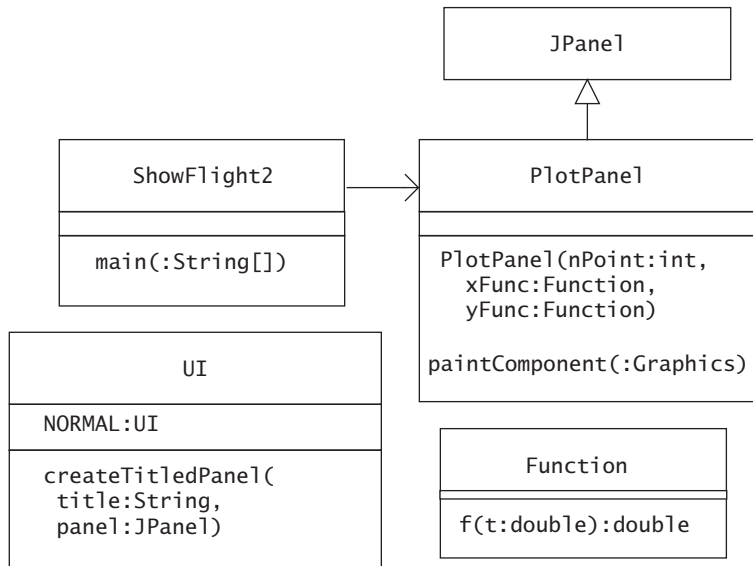 JPanel
ShowFlight2
main(:String[])
PlotPanel
PlotPanel(nPoint:int,
xFunc:Function,
yFunc:Function)
paintComponent(:Graphics)
UI
NORMAL:UI
createTitledPanel(
title:String,
panel:JPanel)
Function
f(t:double):double